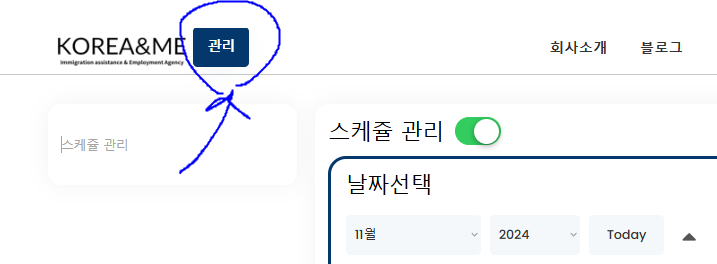 KOREA&ME 관리
Immigration assistance & Employment Agency
회사소개 블로그
스케쥴 관리
스케쥴 관리
날짜선택
11월 2024 Today